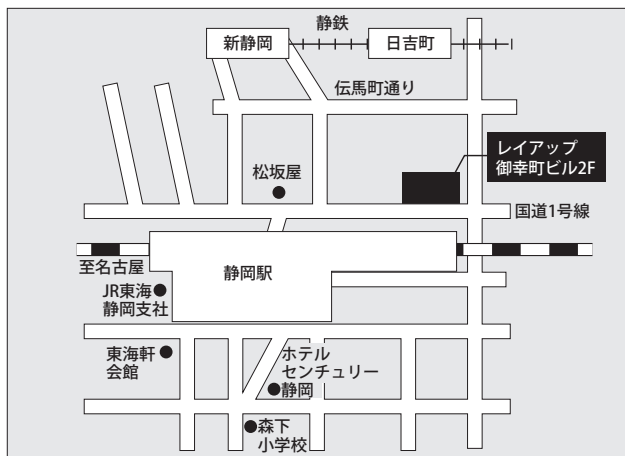 静鉄
新静岡
日吉町
伝馬町通り
レイアップ
御幸町ビル2F
松坂屋
国道1号線
至名古屋
静岡駅
JR東海
静岡支社
東海軒
会館
ホテル
センチュリー
静岡
森下
小学校